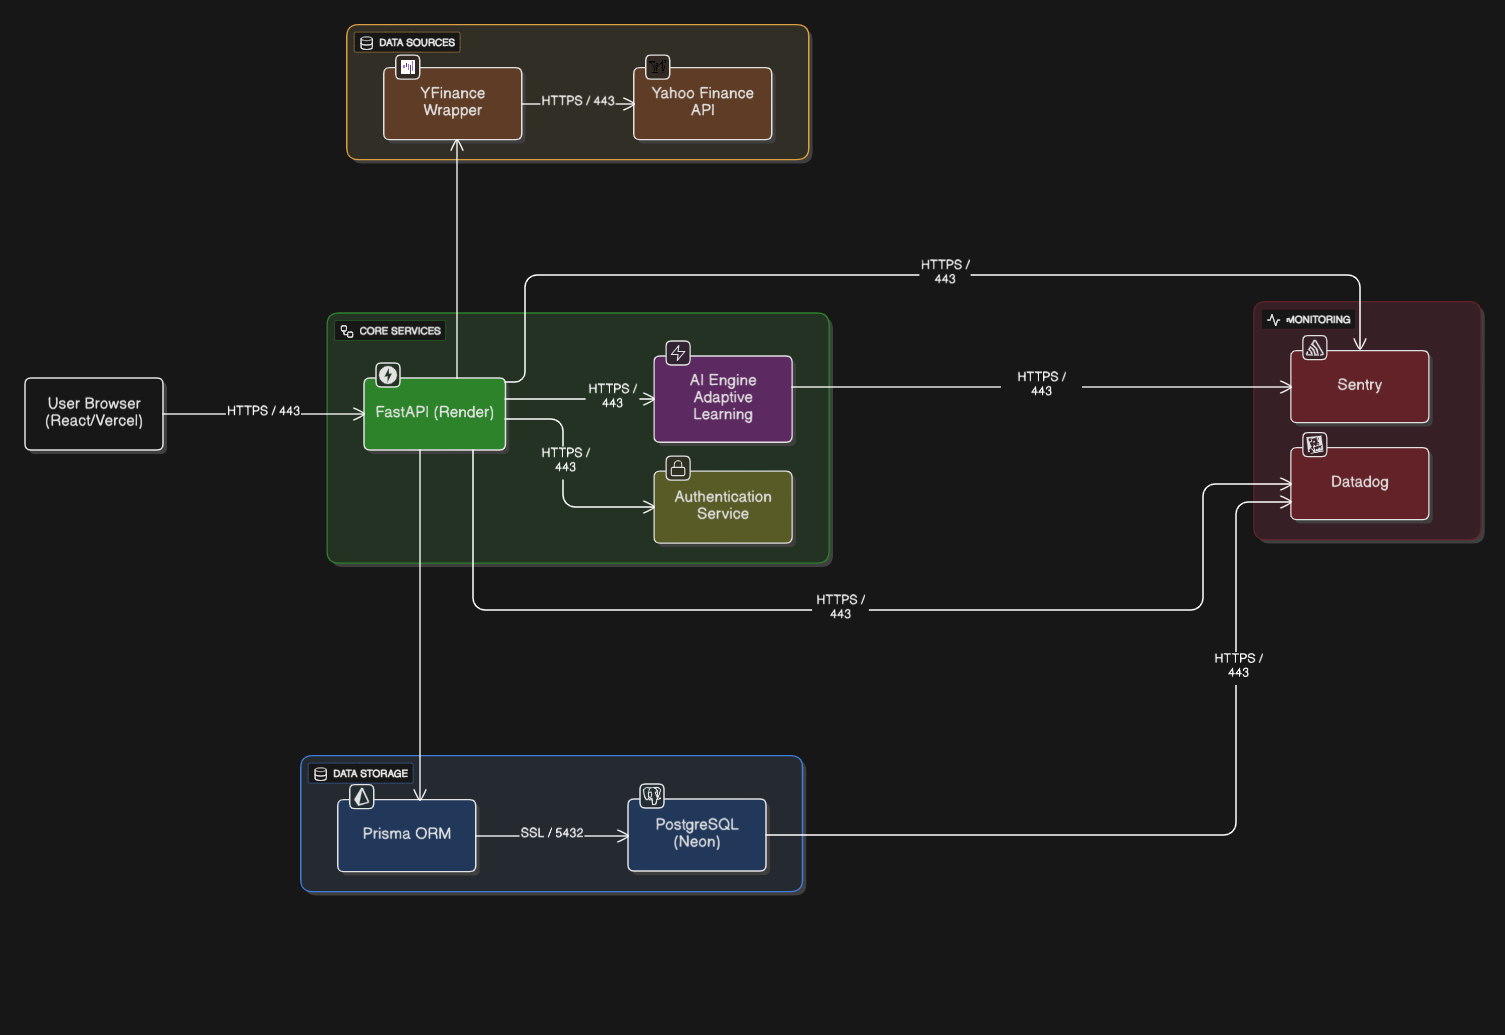 DATA SOURCES
YFinance
Wrapper
HTTPS / 443
Yahoo Finance
API
HTTPS /
443
CORE SERVICES
MONITORING
FastAPI (Render)
HTTPS /
443
AI Engine
Adaptive
Learning
HTTPS /
443
Sentry
User Browser
(React/Vercel)
HTTPS / 443
HTTPS /
443
Authentication
Service
Datadog
HTTPS /
443
HTTPS /
443
DATA STORAGE
Prisma ORM
SSL / 5432
PostgreSQL
(Neon)